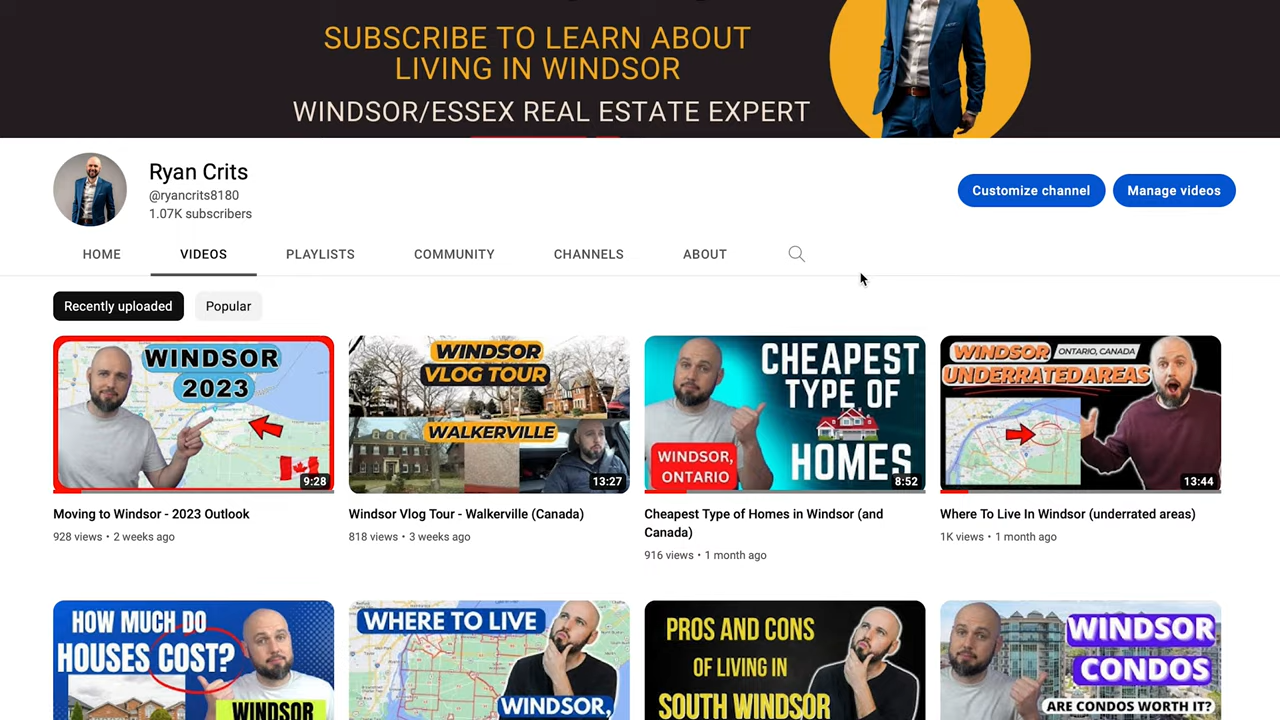 SUBSCRIBE TO LEARN ABOUT
LIVING IN WINDSOR
WINDSOR/ESSEX REAL ESTATE EXPERT
Ryan Crits
@ryancrits8180
1.07K subscribers
Customize channel
Manage videos
HOME
VIDEOS
PLAYLISTS
COMMUNITY
CHANNELS
ABOUT
Recently uploaded
Popular
WINDSOR
2023
9:28
Moving to Windsor - 2023 Outlook
928 views • 2 weeks ago
WINDSOR
VLOG TOUR
WALKERVILLE
13:27
Windsor Vlog Tour - Walkerville (Canada)
818 views • 3 weeks ago
CHEAPEST
TYPE OF
HOMES
WINDSOR,
ONTARIO
8:52
Cheapest Type of Homes in Windsor (and
Canada)
916 views • 1 month ago
WINDSOR ONTARIO, CANADA
UNDERRATED AREAS
13:44
Where To Live In Windsor (underrated areas)
1K views • 1 month ago
HOW MUCH DO
HOUSES COST?
WINDSOR
WHERE TO LIVE
WINDSOR,
PROS AND CONS
OF LIVING IN
SOUTH WINDSOR
WINDSOR
CONDOS
ARE CONDOS WORTH IT?